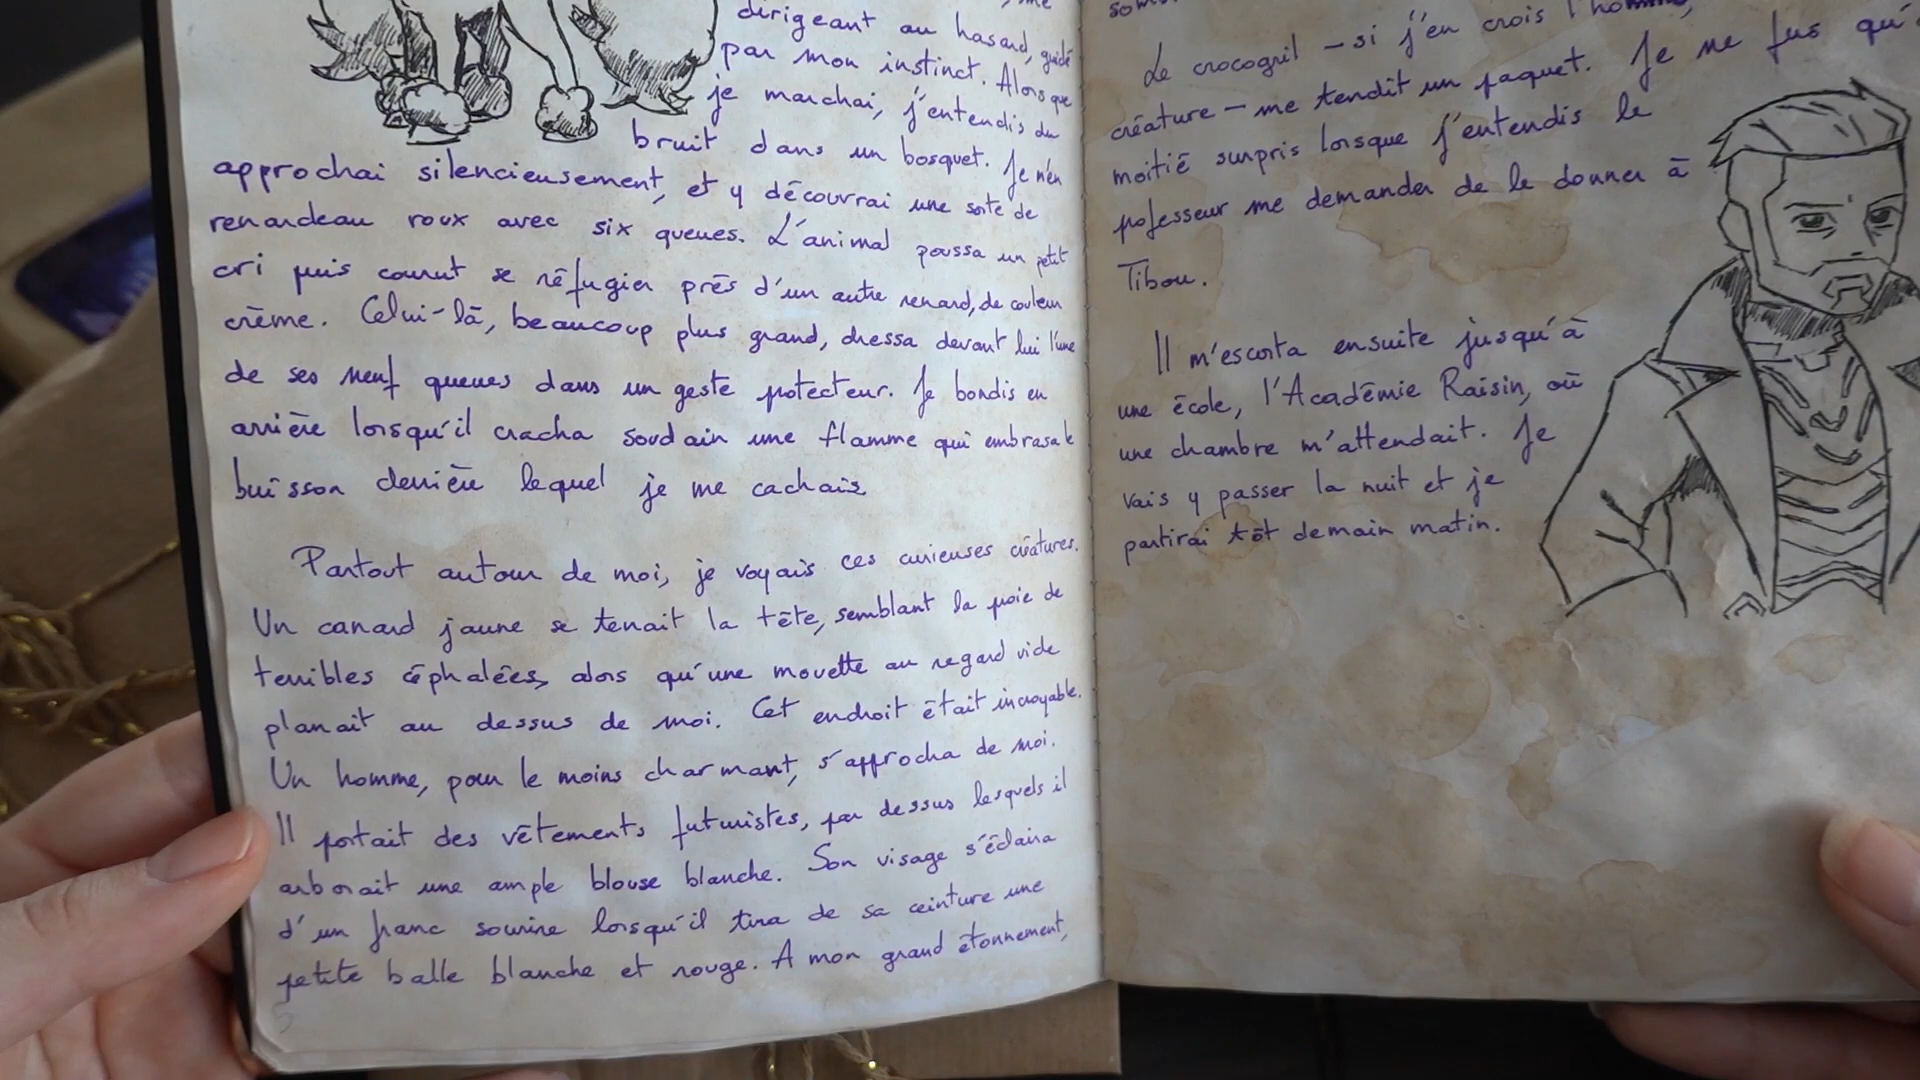 me
dirigeant au hasard, guidé
par mon instinct. Alors que
je marchai, j'entendis du
bruit dans un bosquet. Je m'en
approchai silencieusement, et y découvrai une sorte de
renardeau roux avec six queues. L'animal poussa un petit
cri puis courut se réfugier près d'un autre renard, de couleur
crème. Celui-là, beaucoup plus grand, dressa devant lui l'une
de ses neuf queues dans un geste protecteur. Je bondis en
arrière lorsqu'il cracha soudain une flamme qui embrasa le
buisson derrière lequel je me cachais.
Partout autour de moi, je voyais ces curieuses créatures.
Un canard jaune se tenait la tête, semblant la proie de
terribles céphalées, alors qu'une mouette au regard vide
planait au dessus de moi. Cet endroit était incroyable.
Un homme, pour le moins charmant, s'approcha de moi.
Il portait des vêtements futuristes, par dessus lesquels il
arborait une ample blouse blanche. Son visage s'éclaira
d'un franc sourire lorsqu'il tira de sa ceinture une
petite balle blanche et rouge. A mon grand étonnement,
5
Le crocogril - si j'en crois l'homme,
créature - me tendit un paquet. Je ne fus qu'à
moitié surpris lorsque j'entendis le
professeur me demander de le donner à
Tibou.
Il m'escorta ensuite jusqu'à
une école, l'Académie Raisin, où
une chambre m'attendait. Je
vais y passer la nuit et je
partirai tôt demain matin.